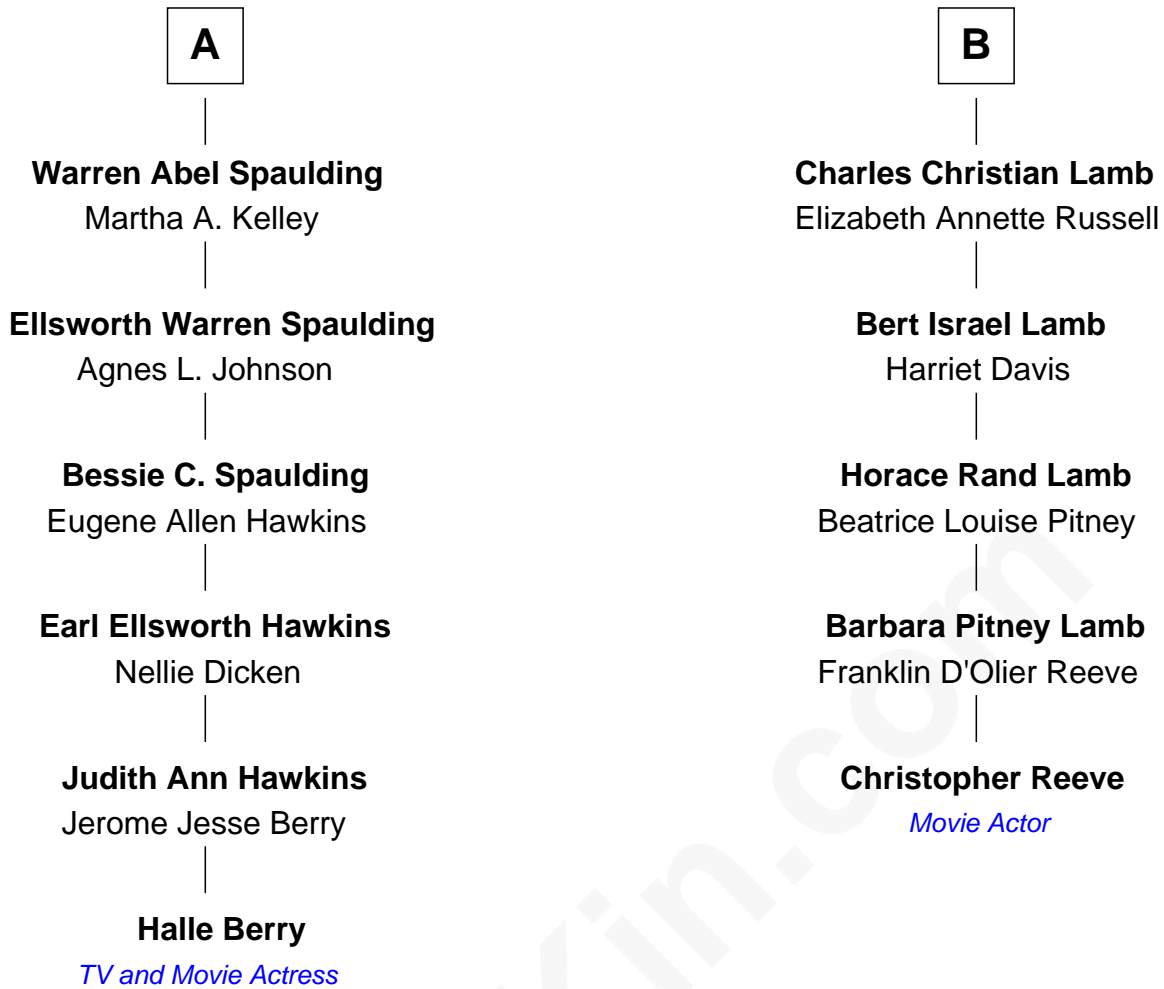 A
Warren Abel Spaulding
Martha A. Kelley
Ellsworth Warren Spaulding
Agnes L. Johnson
Bessie C. Spaulding
Eugene Allen Hawkins
Earl Ellsworth Hawkins
Nellie Dicken
Judith Ann Hawkins
Jerome Jesse Berry
Halle Berry
TV and Movie Actress
B
Charles Christian Lamb
Elizabeth Annette Russell
Bert Israel Lamb
Harriet Davis
Horace Rand Lamb
Beatrice Louise Pitney
Barbara Pitney Lamb
Franklin D'Olier Reeve
Christopher Reeve
Movie Actor